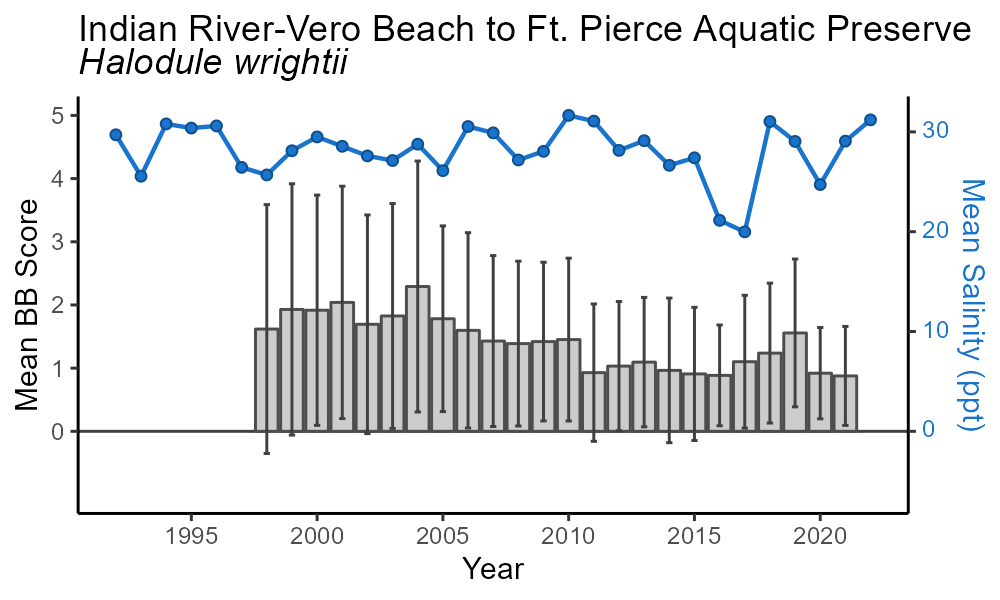 Indian River-Vero Beach to Ft. Pierce Aquatic Preserve
Halodule wrightii
Mean BB Score
5
4
3
2
1
0
30
20
10
0
Mean Salinity (ppt)
1995 2000 2005 2010 2015 2020
Year